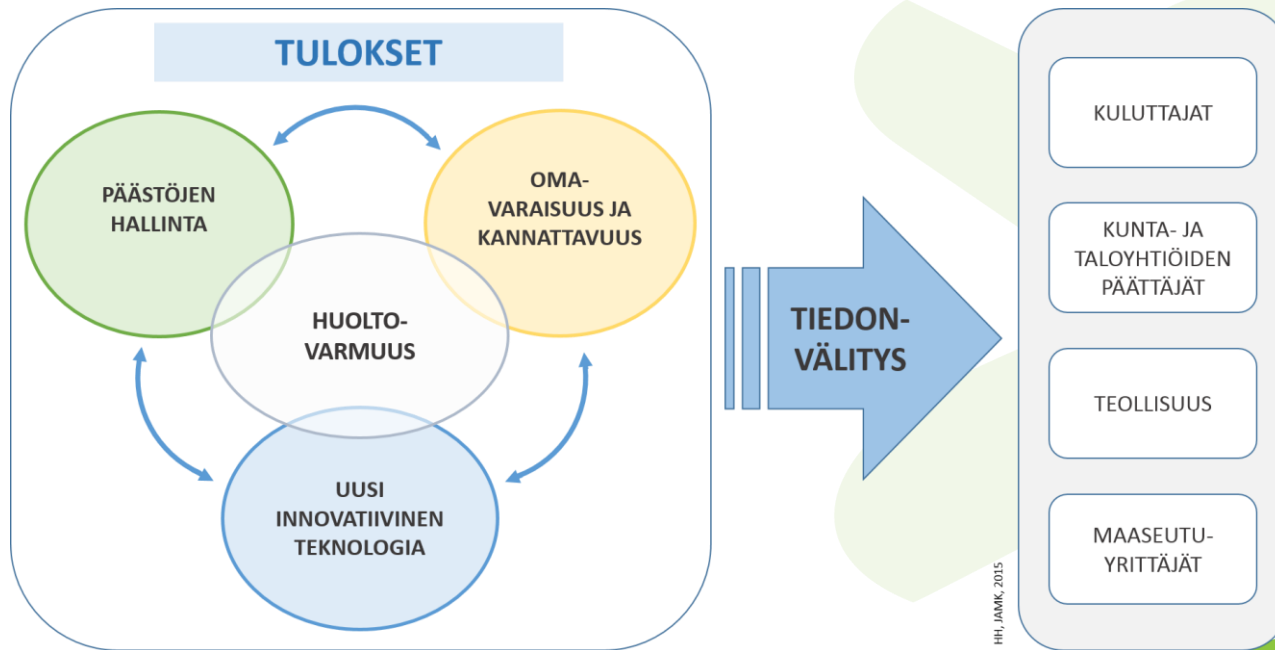 TULOKSET
PÄÄSTÖJEN
HALLINTA
OMA-
VARAISUUS JA
KANNATTAVUUS
HUOLTO-
VARMUUS
UUSI
INNOVATIIVINEN
TEKNOLOGIA
TIEDON-
VÄLITYS
KULUTTAJAT
KUNTA- JA
TALOYHTIÖIDEN
PÄÄTTÄJÄT
TEOLLISUUS
MAASEUTU-
YRITTÄJÄT
HH, JAMK, 2015